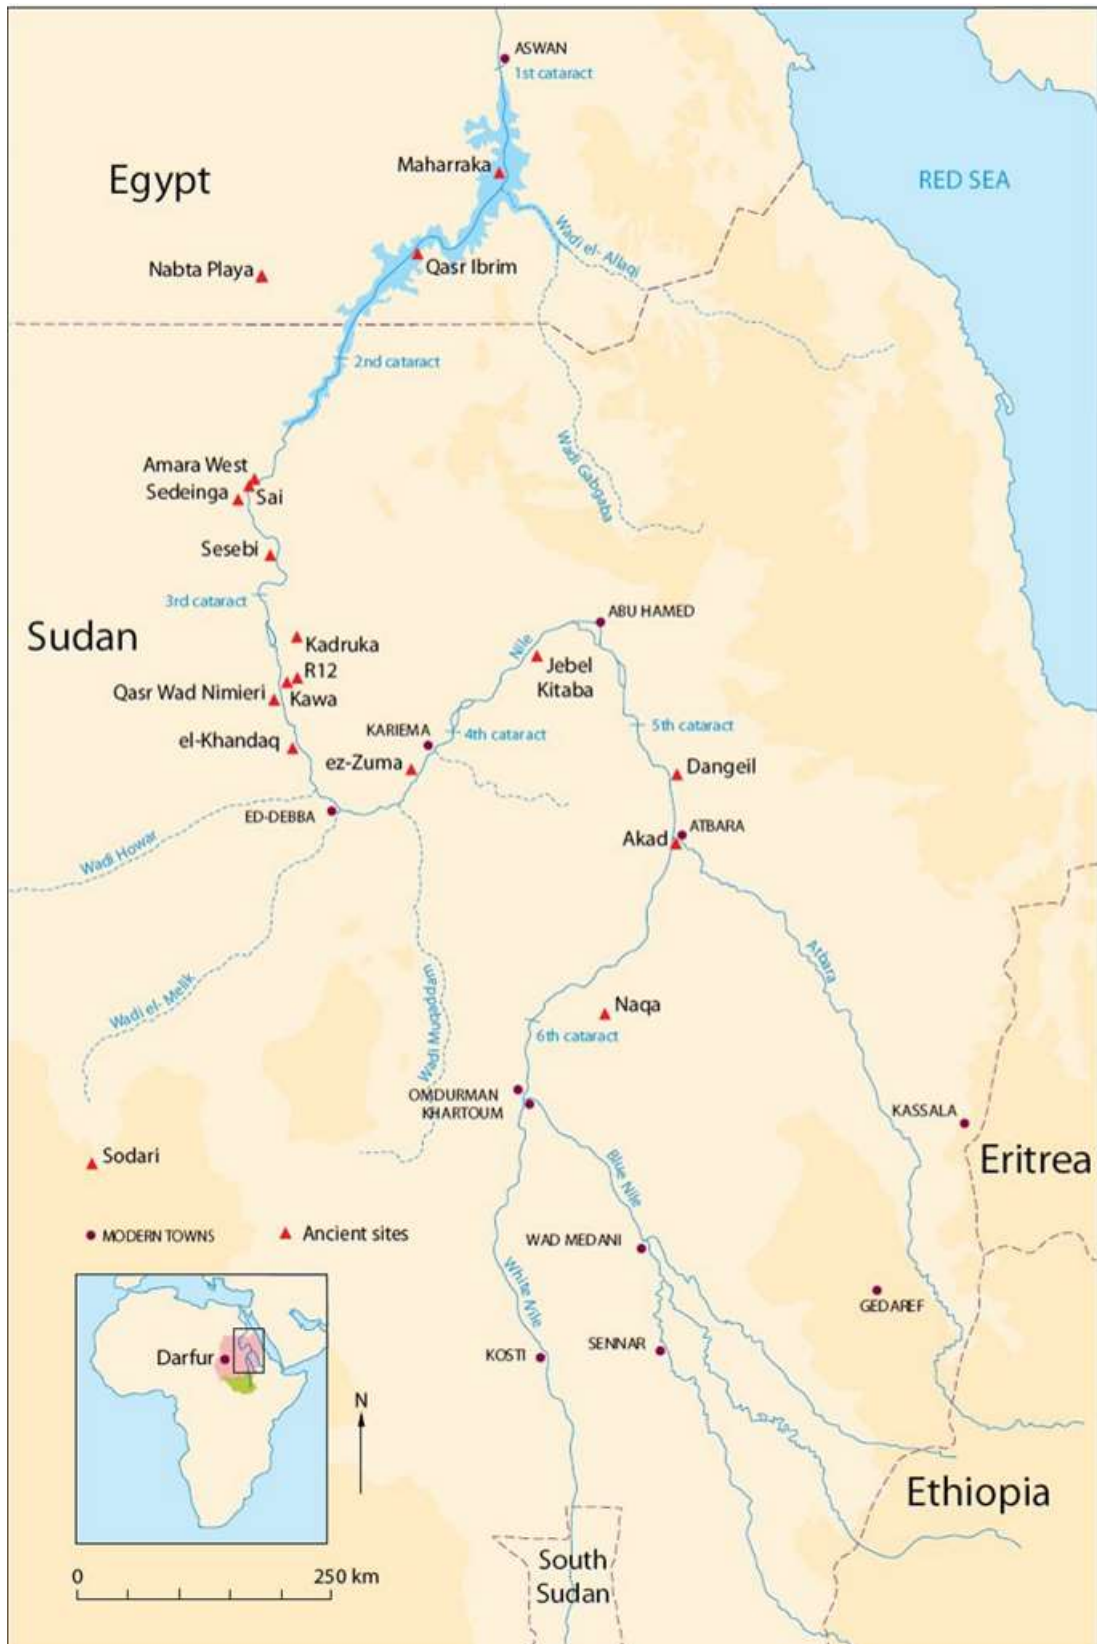 ASWAN
1st cataract
Maharraka
Egypt
RED SEA
Wadi el- Allaqi
Nabta Playa
Qasr Ibrim
2nd cataract
Wadi Gabgaba
Amara West
Sedeinga
Sai
Sesebi
3rd cataract
ABU HAMED
Sudan
Kadruka
Nile
Jebel
Kitaba
R12
Qasr Wad Nimieri
Kawa
KARIEMA
4th cataract
5th cataract
el-Khandaq
ez-Zuma
Dangeil
ED-DEBBA
ATBARA
Akad
Wadi Howar
Atbara
Wadi el- Melik
Wadi Muqaddam
Naqa
6th cataract
OMDURMAN
KHARTOUM
KASSALA
Sodari
Eritrea
Blue Nile
MODERN TOWNS
Ancient sites
WAD MEDANI
White Nile
GEDAREF
SENNAR
KOSTI
Darfur
N
Ethiopia
South
Sudan
0
250 km